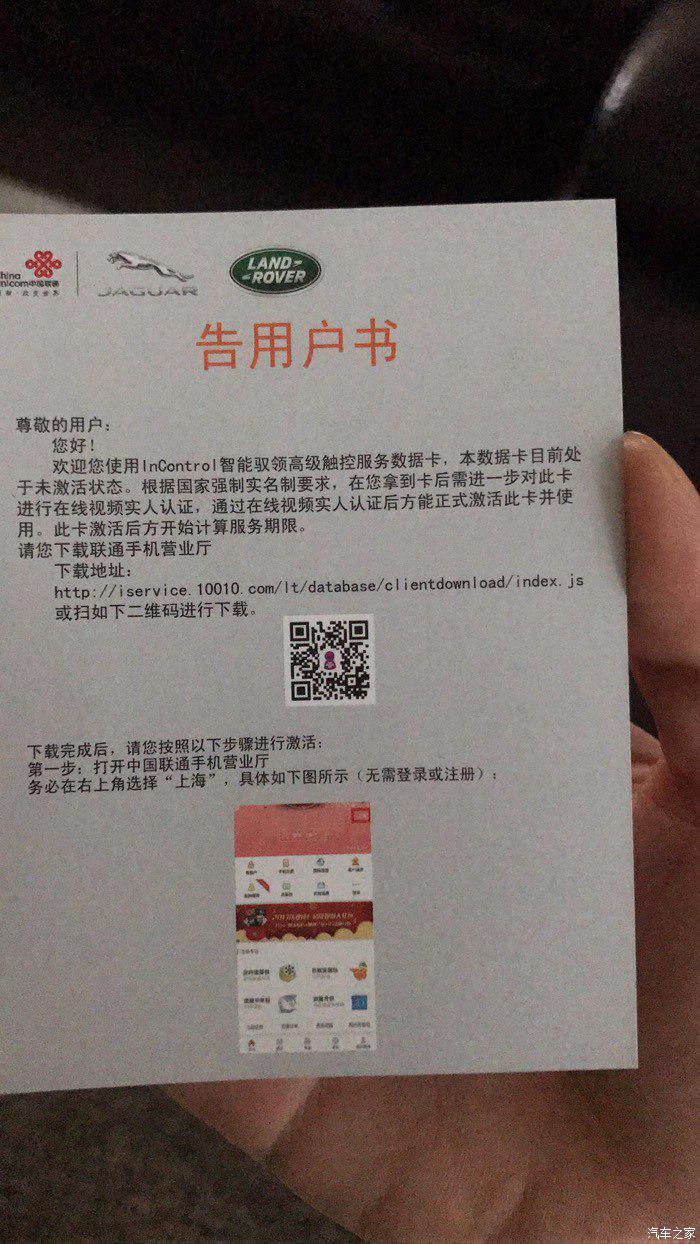 China
unicom中国联通
JAGUAR
LAND-
-ROVER
告用户书
尊敬的用户：
您好！
欢迎您使用InControl智能驭领高级触控服务数据卡，本数据卡目前处
于未激活状态。根据国家强制实名制要求，在您拿到卡后需进一步对此卡
进行在线视频实人认证，通过在线视频实人认证后方能正式激活此卡并使
用。此卡激活后方开始计算服务期限。
请您下载联通手机营业厅
下载地址：
http://iservice.10010.com/lt/database/clientdownload/index.js
或扫如下二维码进行下载。
下载完成后，请您按照以下步骤进行激活：
第一步：打开中国联通手机营业厅
务必在右上角选择“上海”，具体如下图所示（无需登录或注册）：
汽车之家